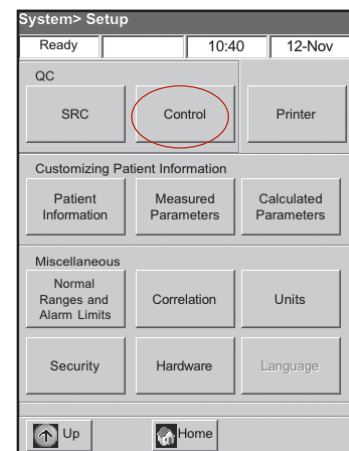 System> Setup
Ready 10:40 12-Nov
QC
SRC Control Printer
Customizing Patient Information
Patient Information Measured Parameters Calculated Parameters
Miscellaneous
Normal Ranges and Alarm Limits Correlation Units
Security Hardware Language
Up Home